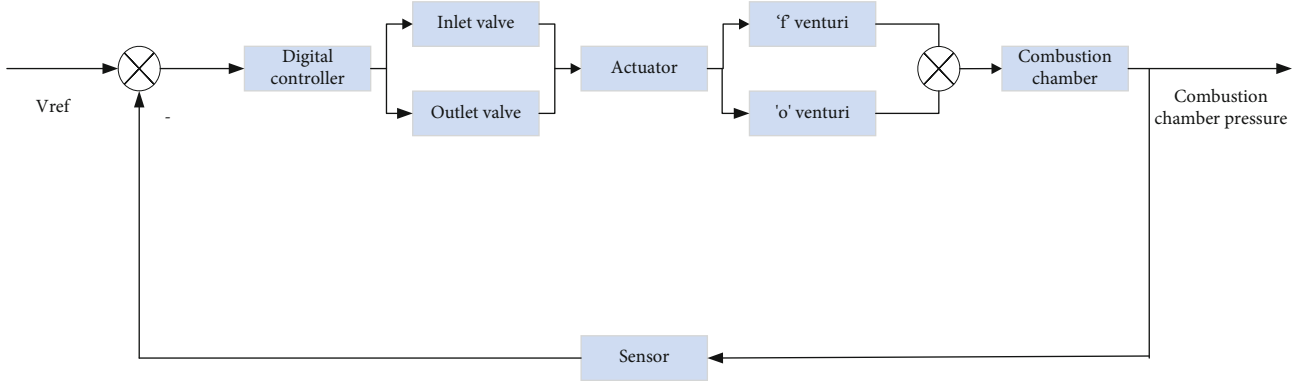 Vref
-
Digital
controller
Inlet valve
Outlet valve
Actuator
‘f’ venturi
'o' venturi
Combustion
chamber
Combustion
chamber pressure
Sensor